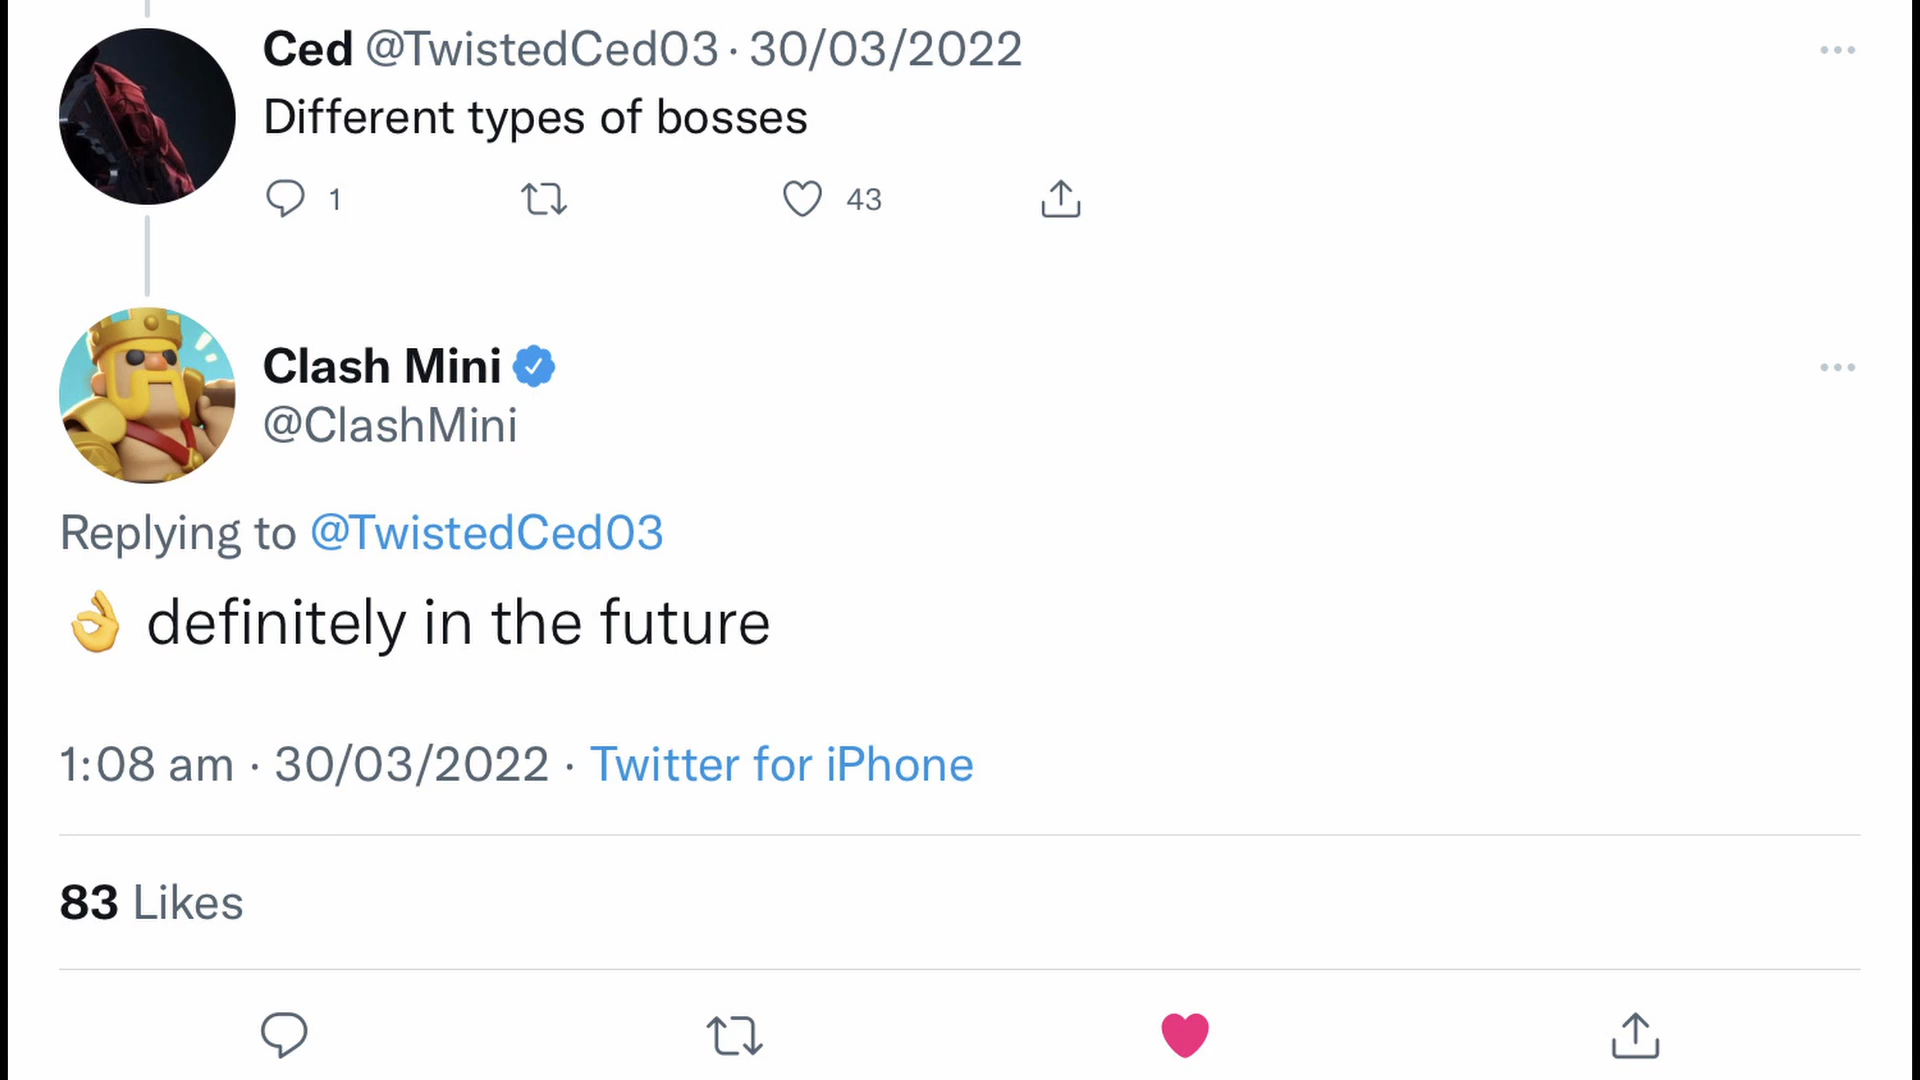 Ced @TwistedCed03 · 30/03/2022
Different types of bosses
1 43
Clash Mini
@ClashMini
Replying to @TwistedCed03
👌 definitely in the future
1:08 am · 30/03/2022 · Twitter for iPhone
83 Likes